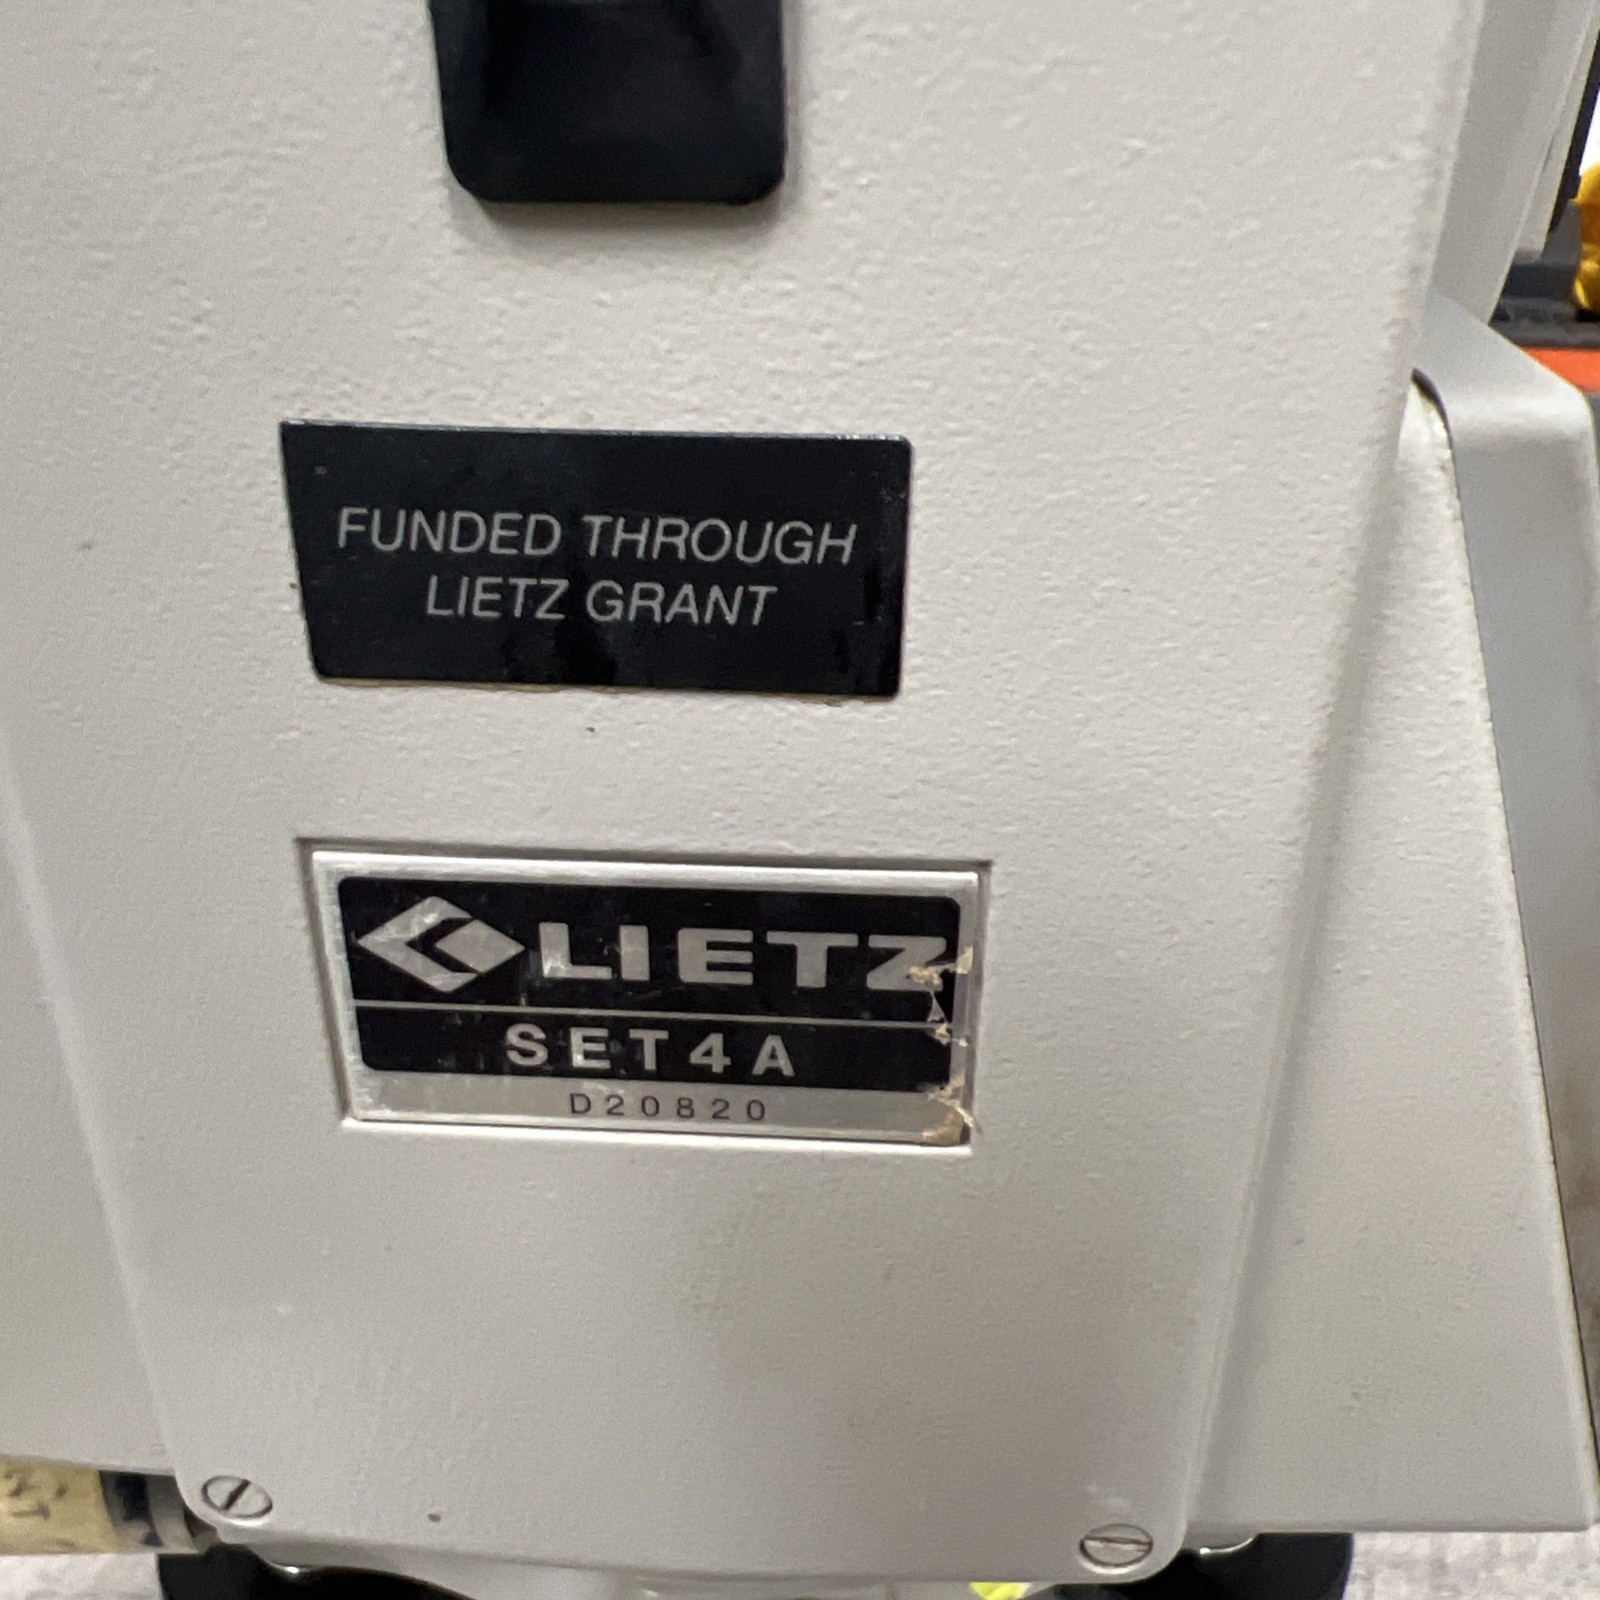 FUNDED THROUGH
LIETZ GRANT
LIETZ
SET4A
D20820